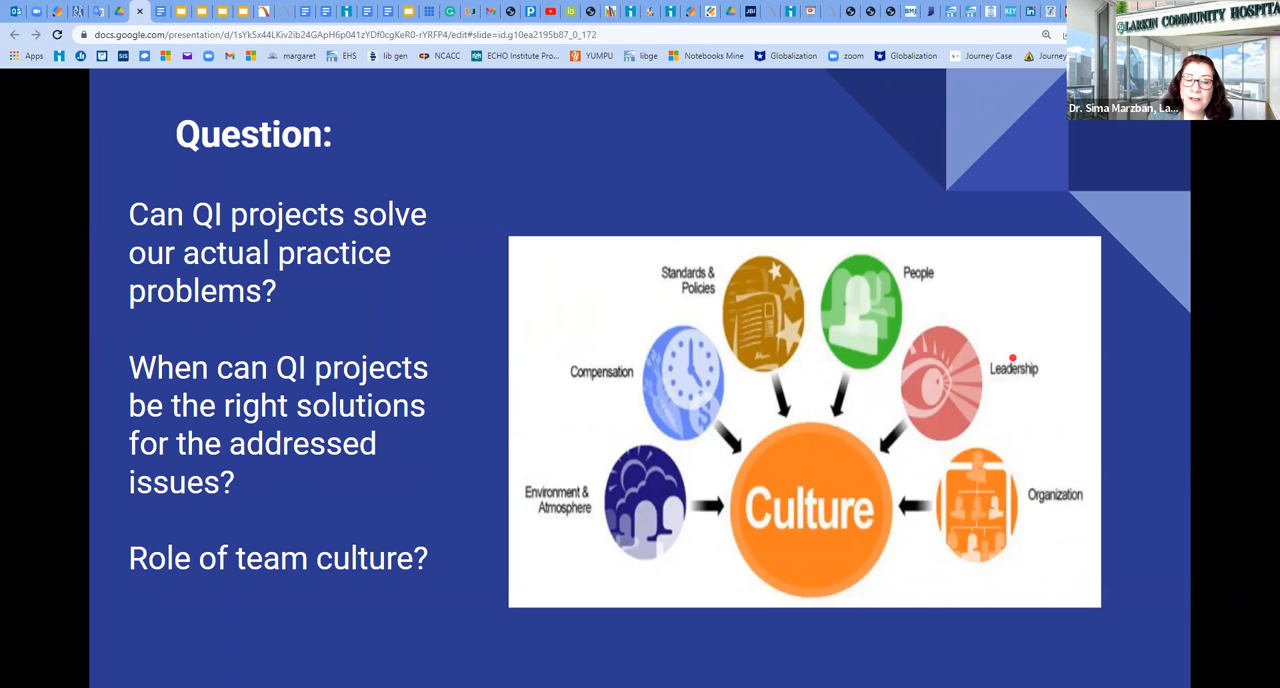 docs.google.com/presentation/d/1sYk5x44LKiv2ib24GApH6p041zYDf0cgKeR0-r0kFP4/edit#slide=id.g10ea2195b87_0_172
Apps
margaret
EHS
lib gen
NCACC
ECHO Institute Pro...
YUMPU
libge
Notebooks Mine
Globalization
zoom
Globalization
Journey Case
Journey
LARKIN COMMUNITY HOSPITA
Dr. Sima Marzban, La...
Question:
Can QI projects solve
our actual practice
problems?
When can QI projects
be the right solutions
for the addressed
issues?
Role of team culture?
Standards &
Policies
People
Compensation
Leadership
Environment &
Atmosphere
Organization
Culture